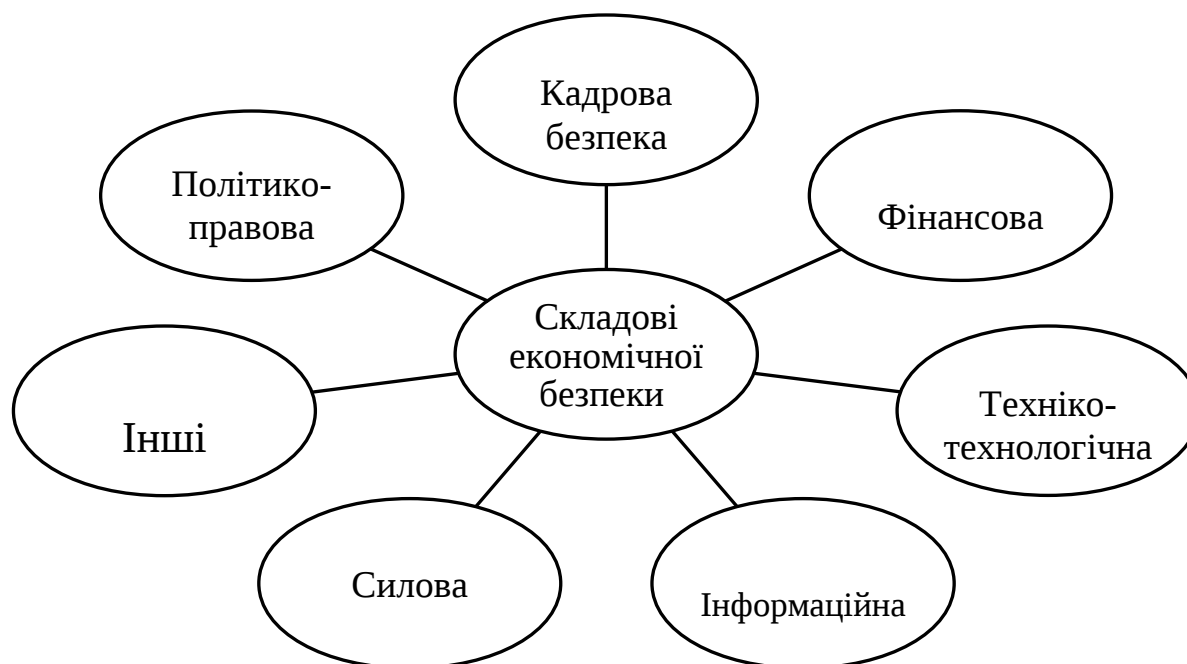 Кадрова
безпека
Політико-
правова
Фінансова
Складові
економічної
безпеки
Техніко-
технологічна
Інші
Силова
Інформаційна